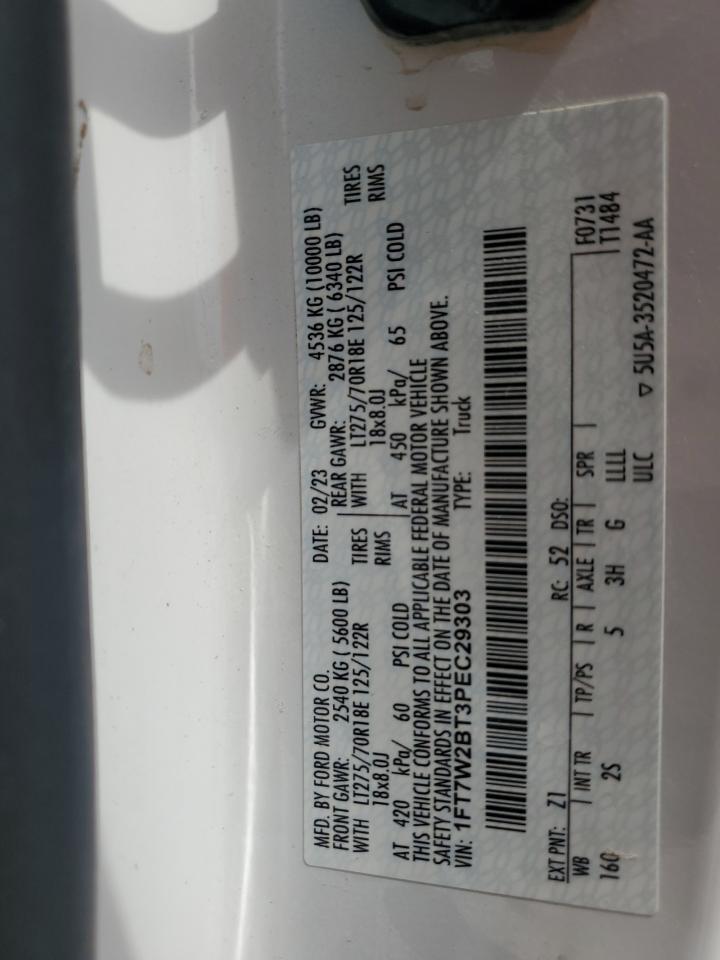 MFD. BY FORD MOTOR CO.
DATE: 02/23 GVWR: 4536 KG (10000 LB)
FRONT GAWR: 2540 KG ( 5600 LB) REAR GAWR: 2876 KG ( 6340 LB)
WITH LT275/70R18E 125/122R TIRES WITH LT275/70R18E 125/122R TIRES
18x8.0J RIMS 18x8.0J RIMS
AT 420 kPa/ 60 PSI COLD AT 450 kPa/ 65 PSI COLD
THIS VEHICLE CONFORMS TO ALL APPLICABLE FEDERAL MOTOR VEHICLE
SAFETY STANDARDS IN EFFECT ON THE DATE OF MANUFACTURE SHOWN ABOVE.
VIN: 1FT7W2BT3PEC29303 TYPE: Truck
EXT PNT: Z1 RC: 52 DSO:
WB INT TR TP/PS R AXLE TR SPR F0731
160 2S 5 3H G LLLL T1484
ULC ▽ 5U5A-3520472-AA